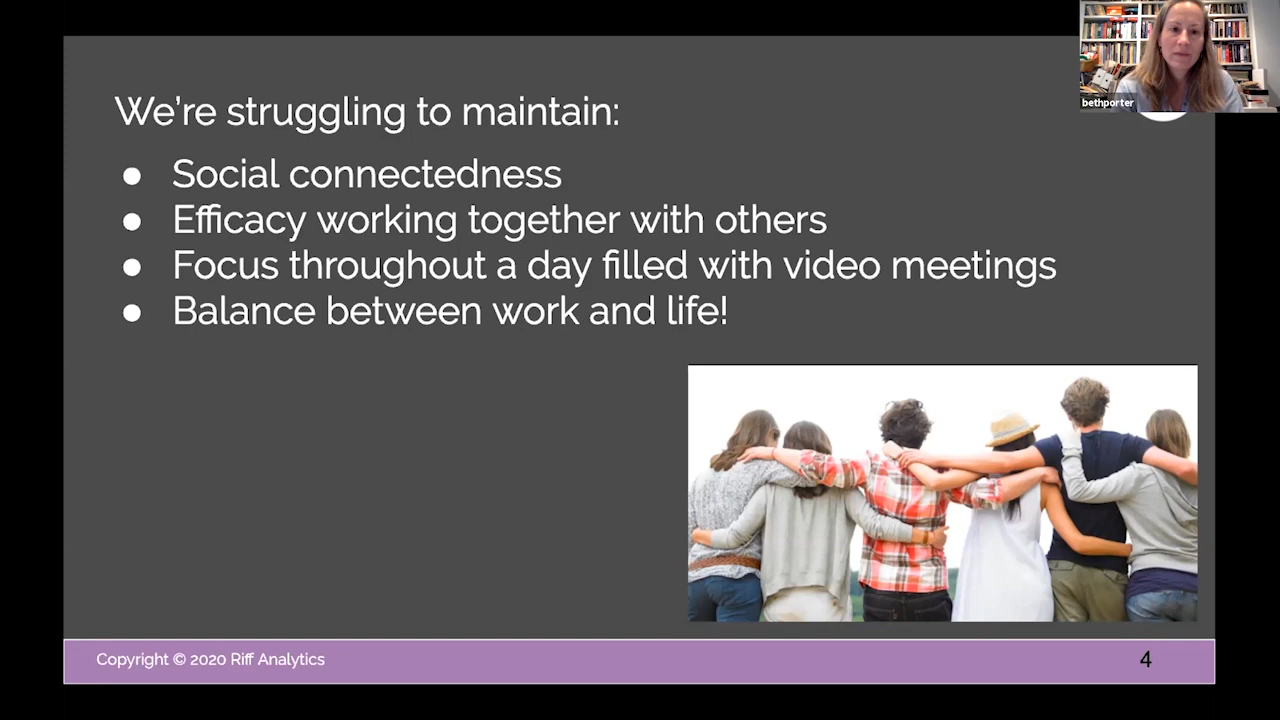 bethporter
We're struggling to maintain:
● Social connectedness
● Efficacy working together with others
● Focus throughout a day filled with video meetings
● Balance between work and life!
Copyright © 2020 Riff Analytics
4